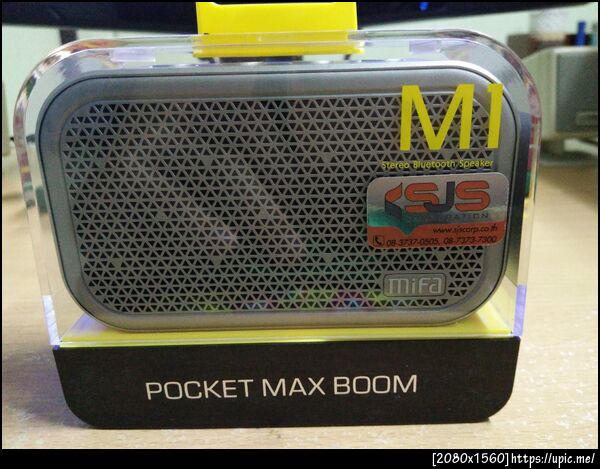 M1
Stereo Bluetooth Speaker
SJS
CORPORATION
www.sjscorp.co.th
08-3737-0505, 08-7373-7300
mifa
POCKET MAX BOOM
[2080x1560]https://upic.me/